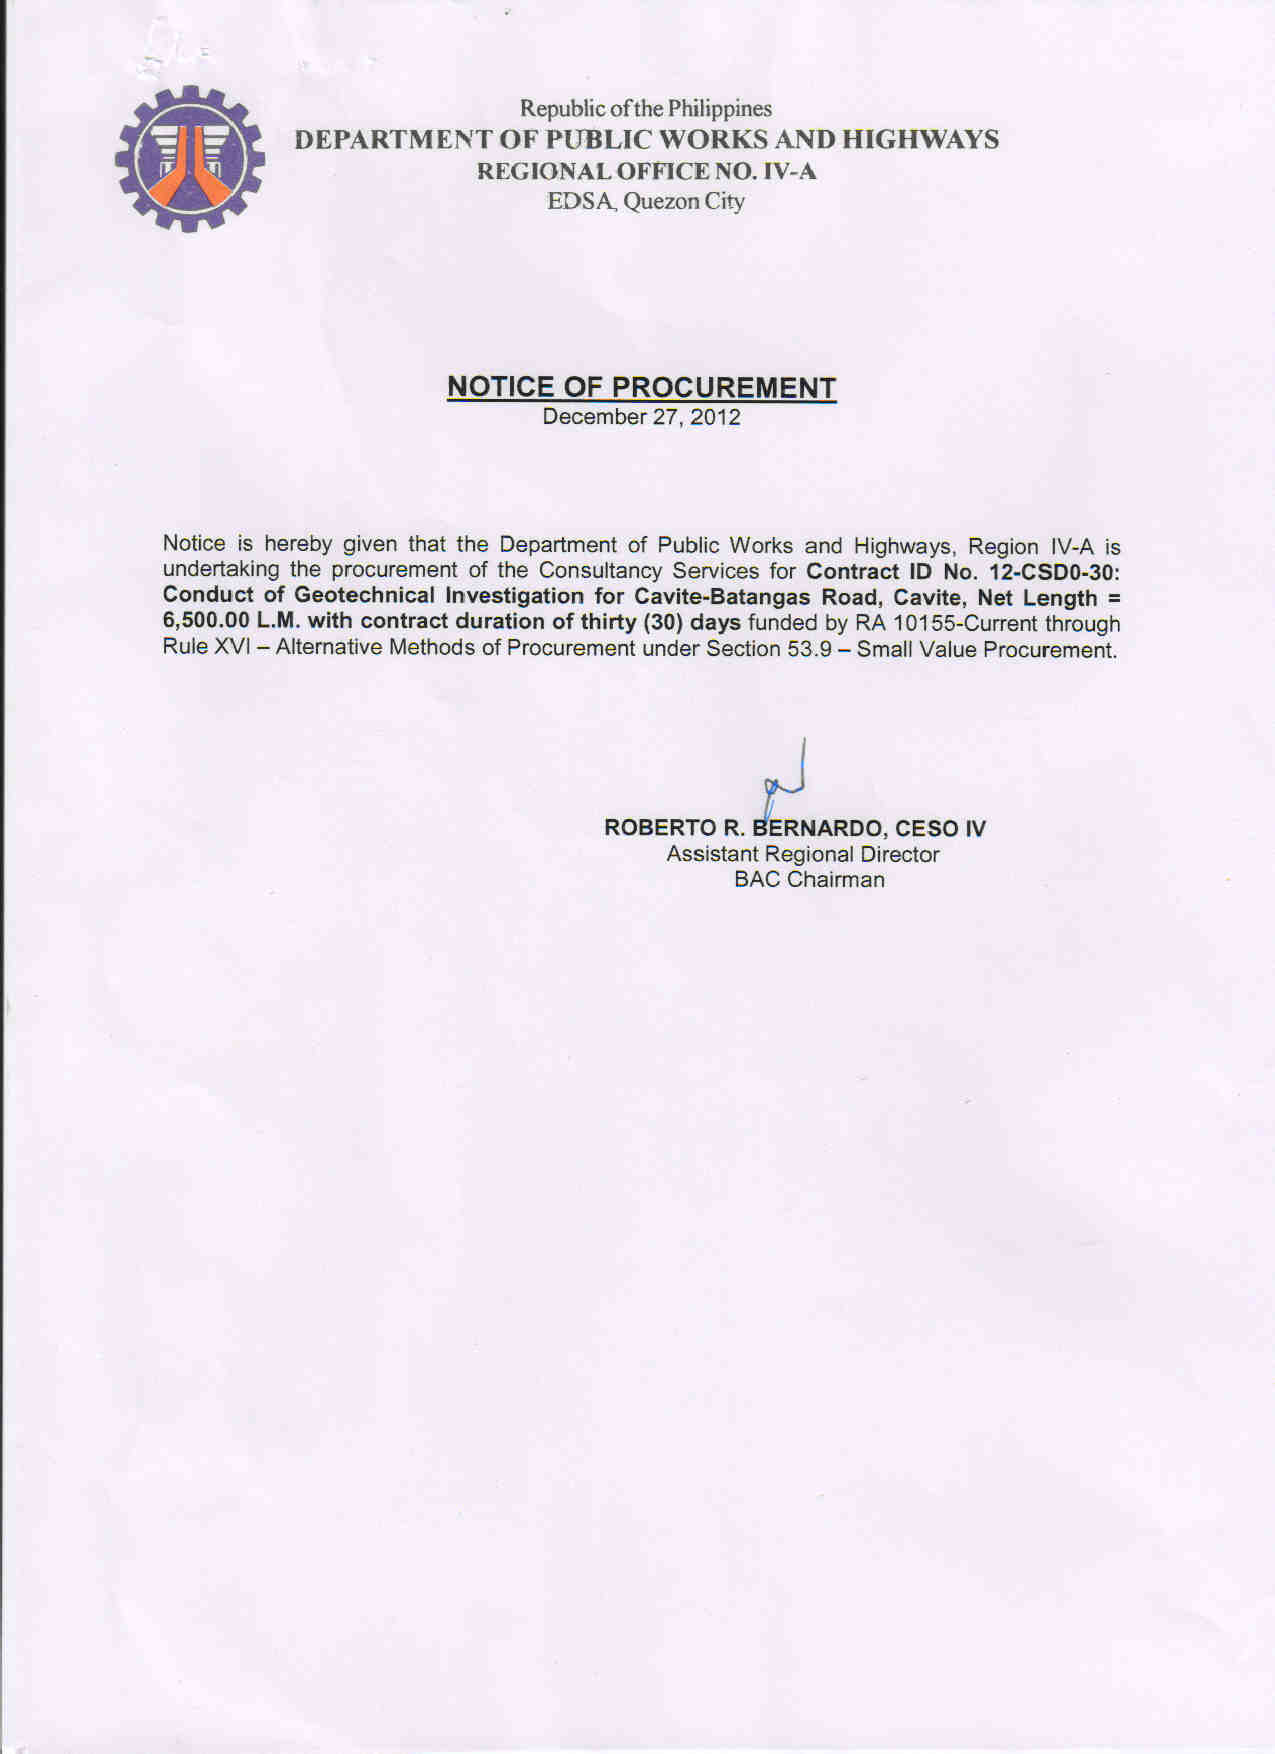 Republic of the Philippines
DEPARTMENT OF PUBLIC WORKS AND HIGHWAYS
REGIONAL OFFICE NO. IV-A
EDSA, Quezon City
NOTICE OF PROCUREMENT
December 27, 2012
Notice is hereby given that the Department of Public Works and Highways, Region IV-A is
undertaking the procurement of the Consultancy Services for Contract ID No. 12-CSD0-30:
Conduct of Geotechnical Investigation for Cavite-Batangas Road, Cavite, Net Length =
6,500.00 L.M. with contract duration of thirty (30) days funded by RA 10155-Current through
Rule XVI – Alternative Methods of Procurement under Section 53.9 – Small Value Procurement.
ROBERTO R. BERNARDO, CESO IV
Assistant Regional Director
BAC Chairman